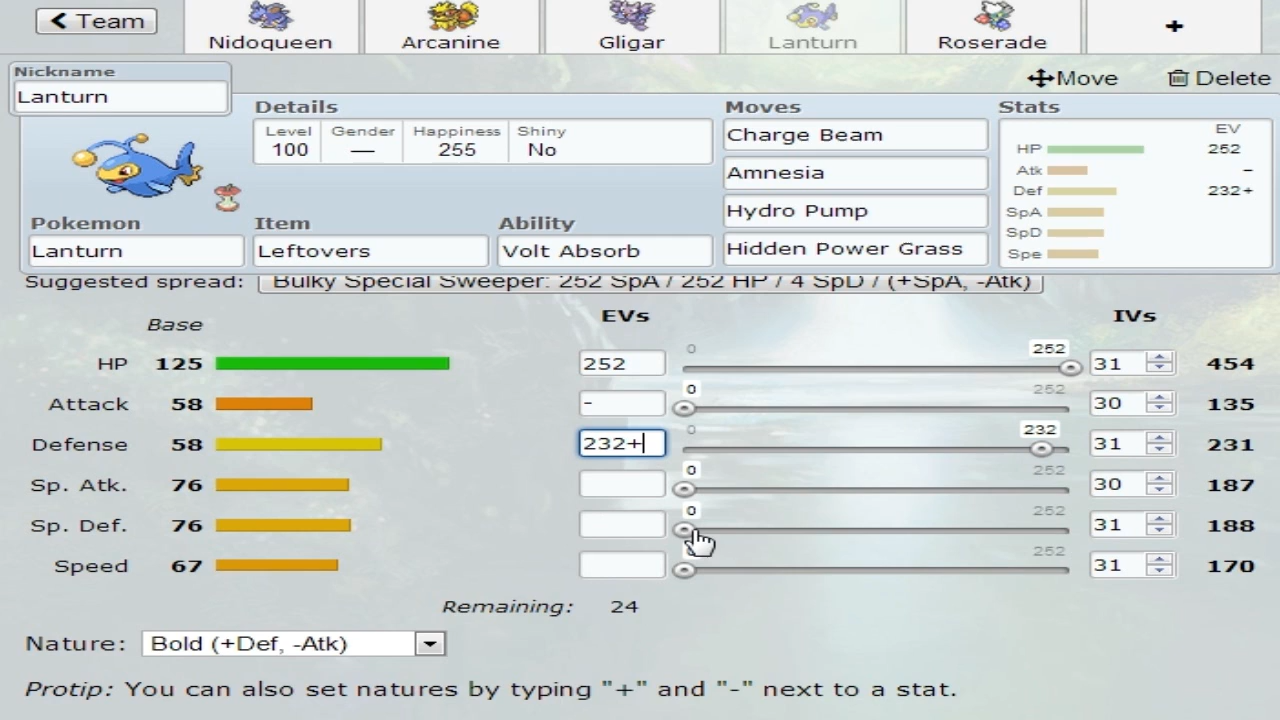 Team
Nidoqueen
Arcanine
Gligar
Lanturn
Roserade
+
Nickname
Lanturn
Move
Delete
Details
Level
100
Gender
—
Happiness
255
Shiny
No
Pokemon
Lanturn
Item
Leftovers
Ability
Volt Absorb
Moves
Charge Beam
Amnesia
Hydro Pump
Hidden Power Grass
Stats
EV
HP 252
Atk –
Def 232+
SpA
SpD
Spe
Suggested spread: Bulky Special Sweeper: 252 SpA / 252 HP / 4 SpD / (+SpA, -Atk)
Base EVs IVs
HP 125 252 0 252 31 454
Attack 58 - 0 252 30 135
Defense 58 232+ 0 232 31 231
Sp. Atk. 76 0 252 30 187
Sp. Def. 76 0 252 31 188
Speed 67 252 31 170
Remaining: 24
Nature: Bold (+Def, -Atk)
Protip: You can also set natures by typing "+" and "-" next to a stat.